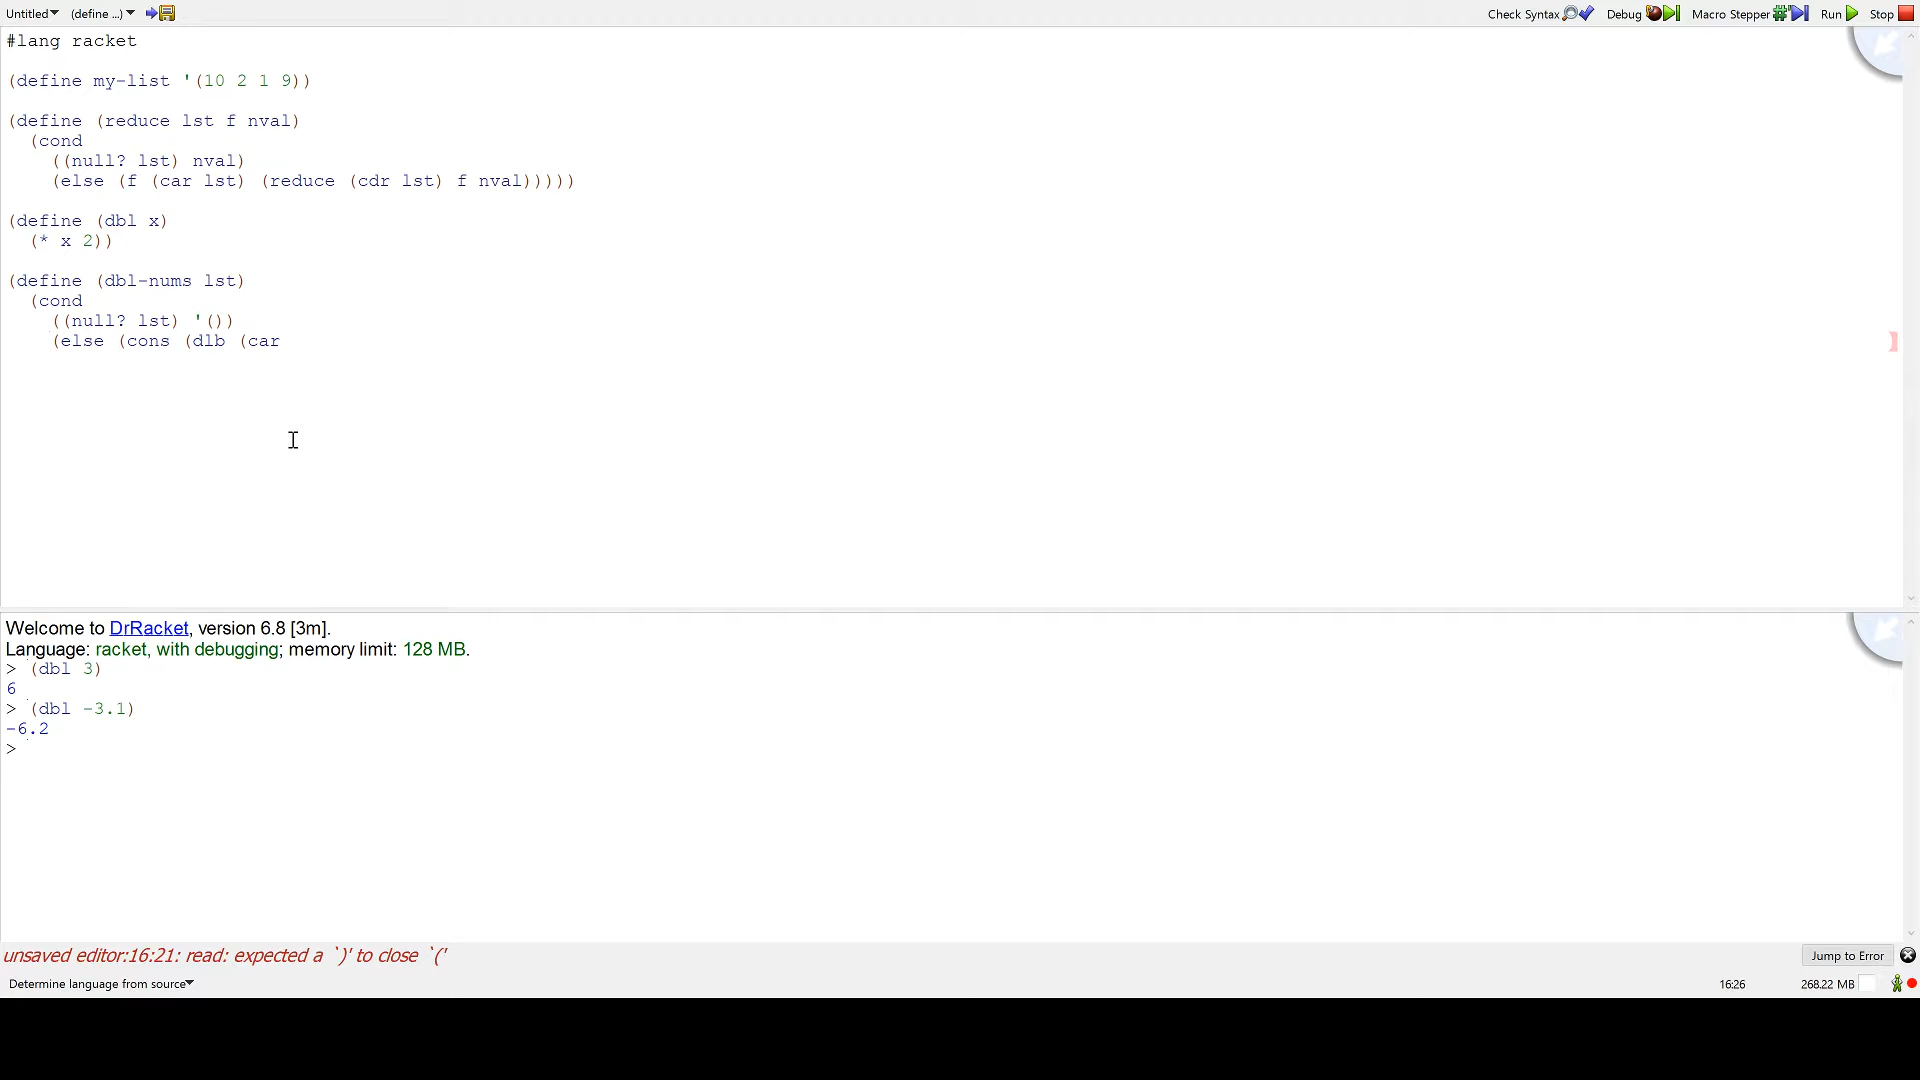 Untitled (define ...)
Check Syntax Debug Macro Stepper Run Stop
#lang racket
(define my-list '(10 2 1 9))
(define (reduce lst f nval)
(cond
((null? lst) nval)
(else (f (car lst) (reduce (cdr lst) f nval)))))
(define (dbl x)
(* x 2))
(define (dbl-nums lst)
(cond
((null? lst) '())
(else (cons (dlb (car
Welcome to DrRacket, version 6.8 [3m].
Language: racket, with debugging; memory limit: 128 MB.
> (dbl 3)
6
> (dbl -3.1)
-6.2
>
unsaved editor:16:21: read: expected a `)' to close `('
Jump to Error
Determine language from source
16:26
268.22 MB